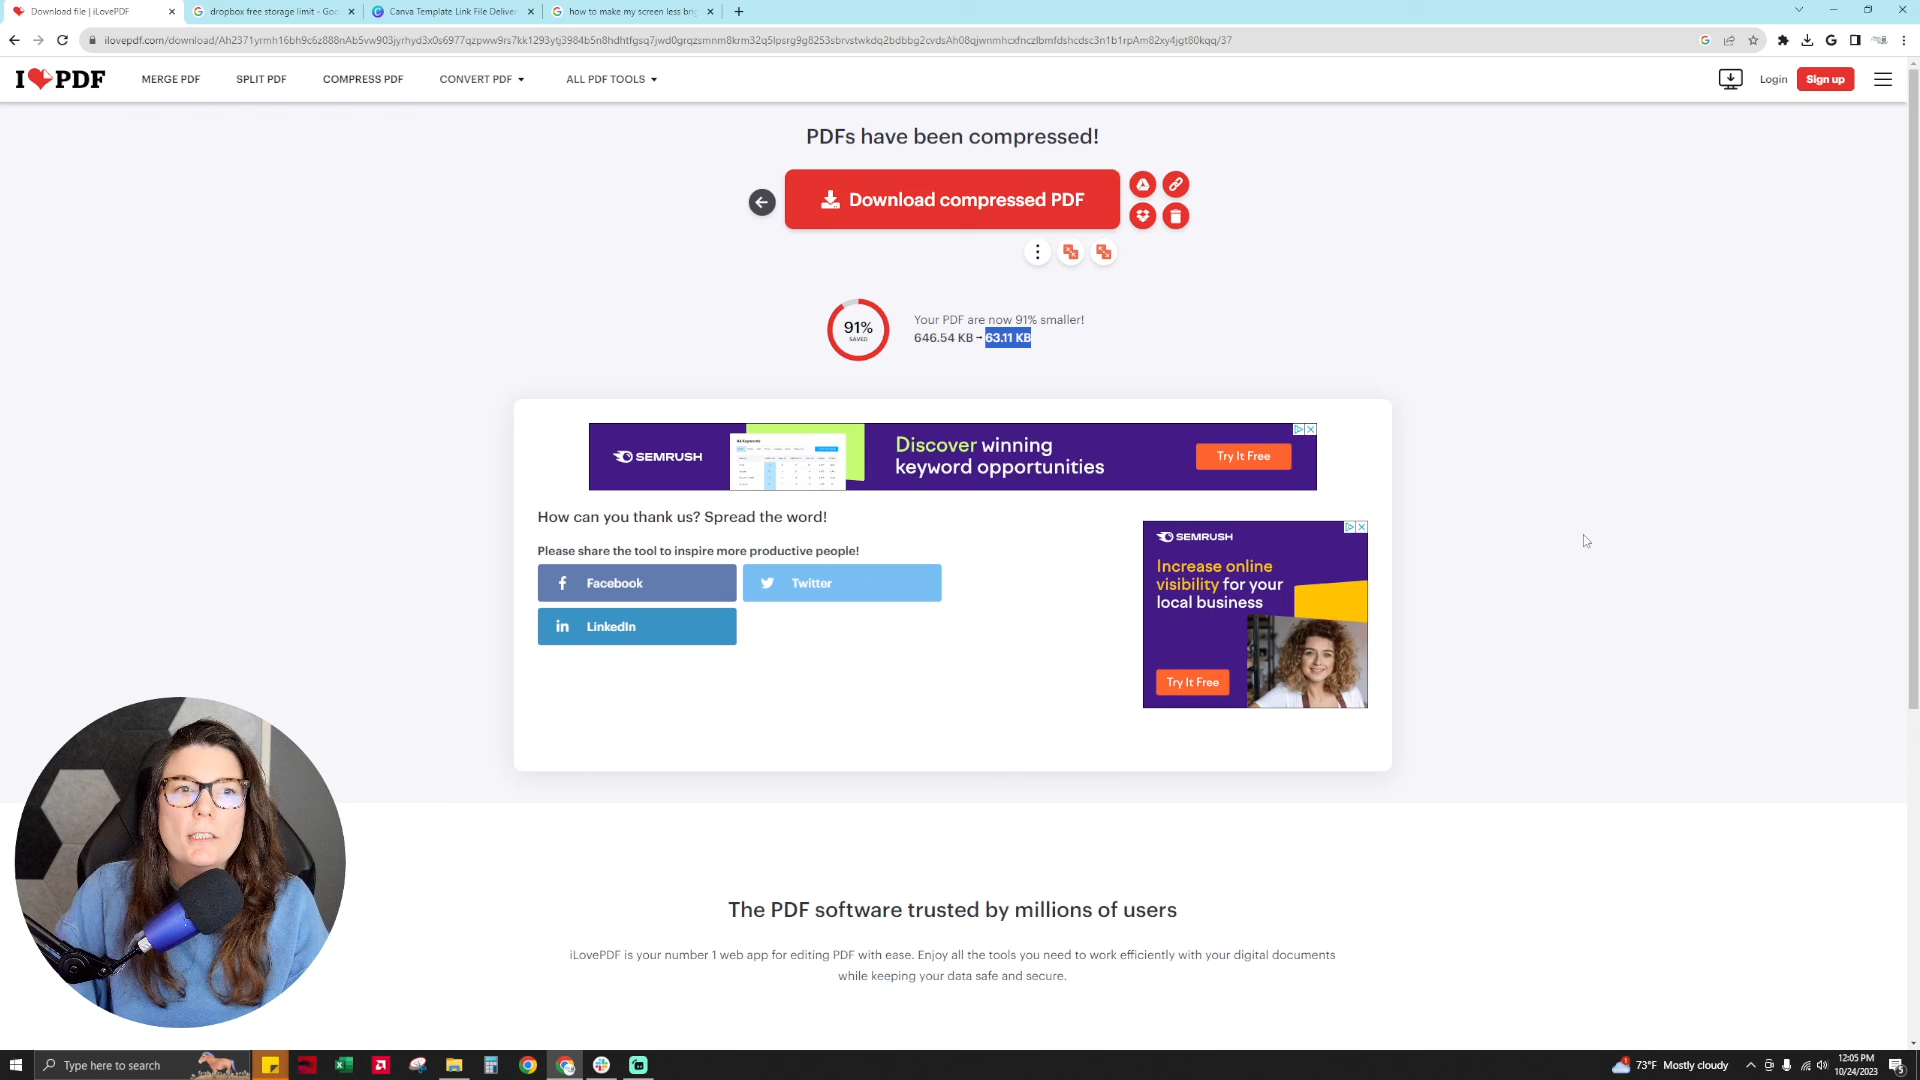 Download file | iLovePDF
dropbox free storage limit - Goo
Canva Template Link File Deliver
how to make my screen less brig
I PDF
MERGE PDF
SPLIT PDF
COMPRESS PDF
CONVERT PDF
ALL PDF TOOLS
Login
Sign up
PDFs have been compressed!
Download compressed PDF
91%
SAVED
Your PDF are now 91% smaller!
646.54 KB - 63.11 KB
SEMRUSH
Discover winning
keyword opportunities
Try It Free
How can you thank us? Spread the word!
Please share the tool to inspire more productive people!
Facebook
Twitter
LinkedIn
SEMRUSH
Increase online
visibility for your
local business
Try It Free
The PDF software trusted by millions of users
iLovePDF is your number 1 web app for editing PDF with ease. Enjoy all the tools you need to work efficiently with your digital documents
while keeping your data safe and secure.
Type here to search
73°F Mostly cloudy
12:05 PM
10/24/2023